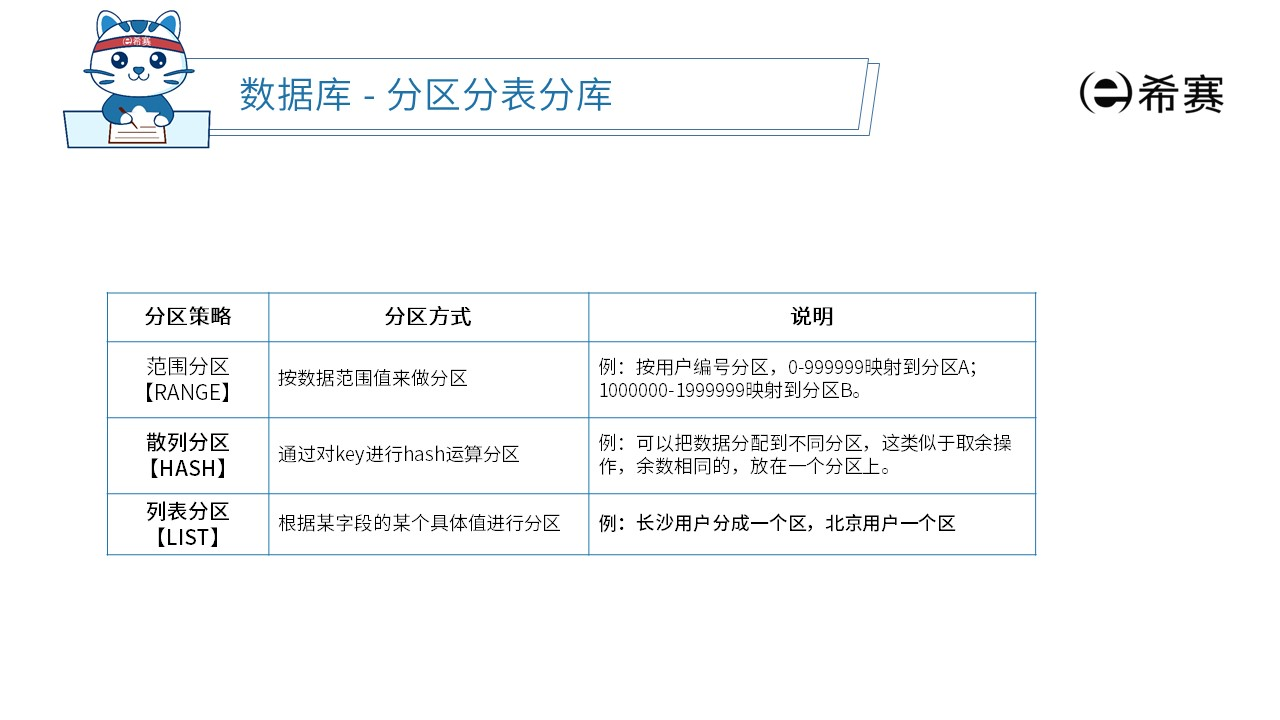 希赛
数据库 - 分区分表分库
希赛
分区策略
分区方式
说明
范围分区
【RANGE】
按数据范围值来做分区
例：按用户编号分区，0-999999映射到分区A；
1000000-1999999映射到分区B。
散列分区
【HASH】
通过对key进行hash运算分区
例：可以把数据分配到不同分区，这类似于取余操
作，余数相同的，放在一个分区上。
列表分区
【LIST】
根据某字段的某个具体值进行分区
例：长沙用户分成一个区，北京用户一个区